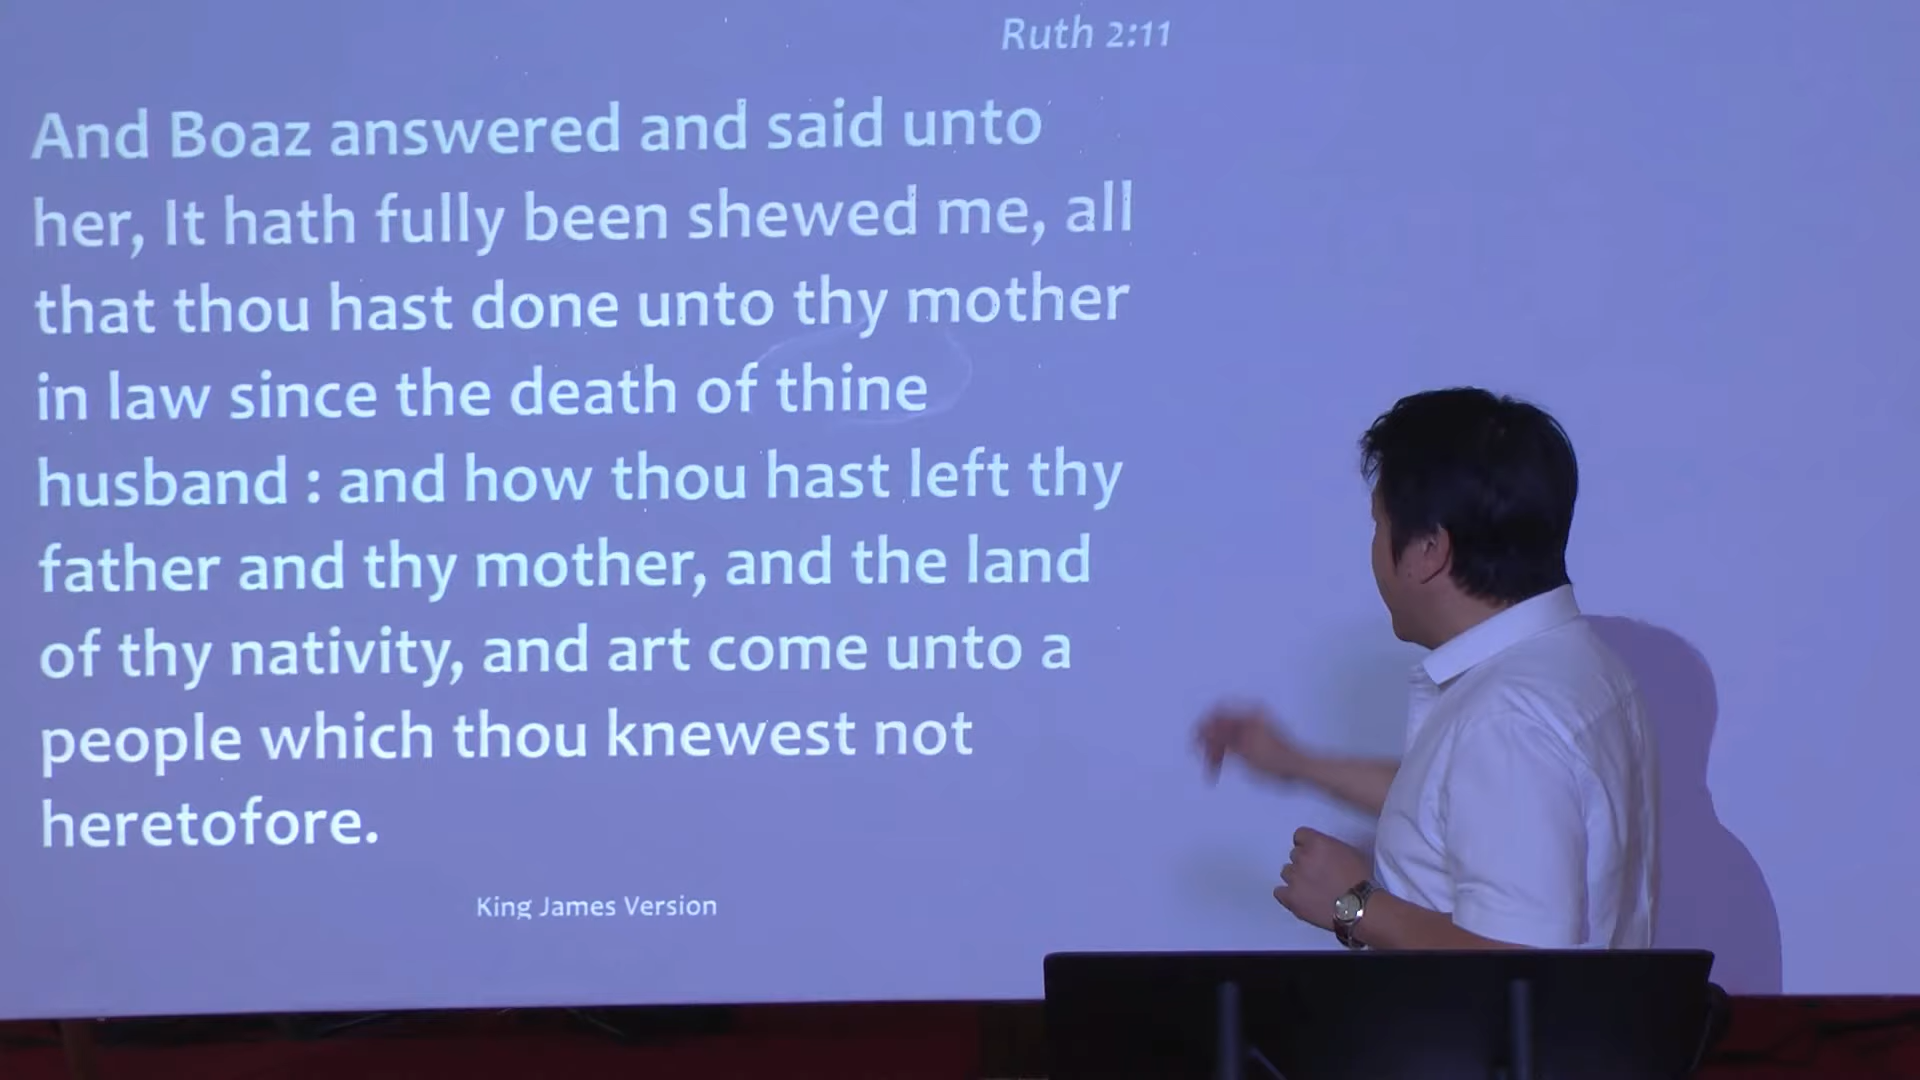 Ruth 2:11
And Boaz answered and said unto
her, It hath fully been shewed me, all
that thou hast done unto thy mother
in law since the death of thine
husband : and how thou hast left thy
father and thy mother, and the land
of thy nativity, and art come unto a
people which thou knewest not
heretofore.
King James Version